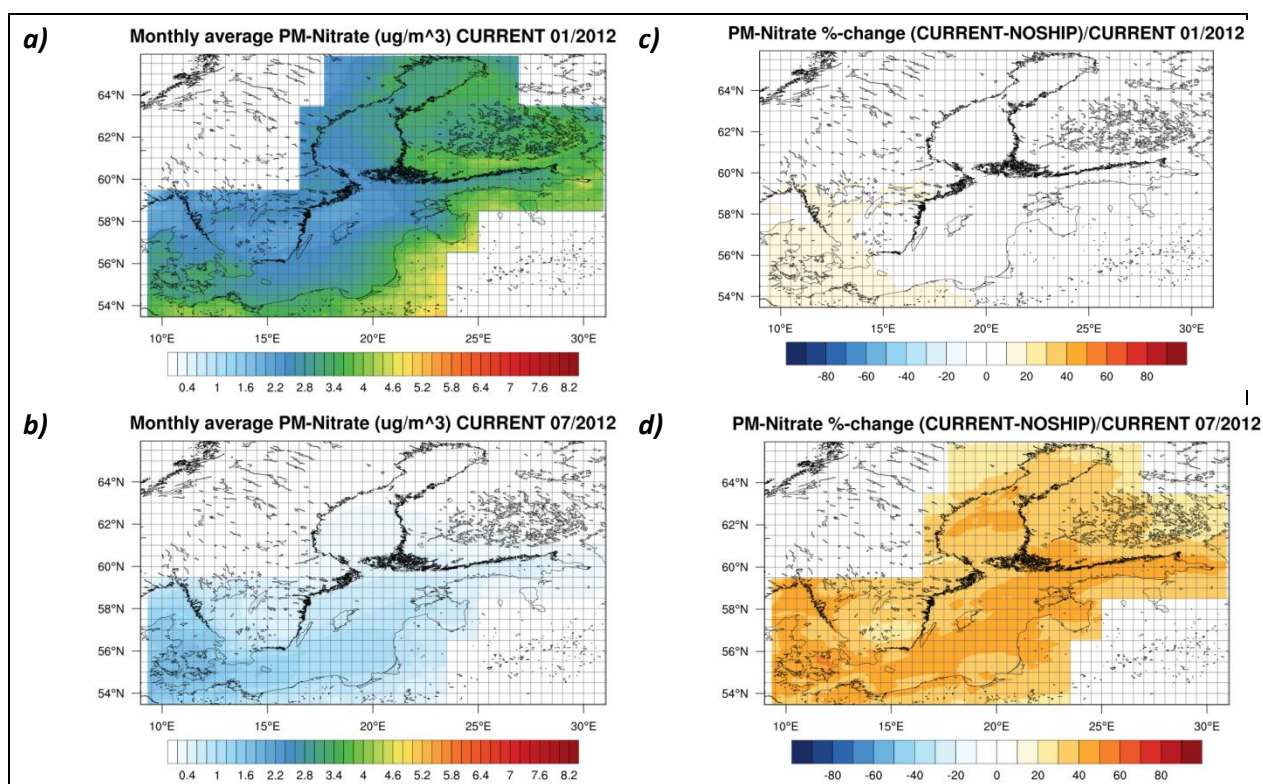 a)
Monthly average PM-Nitrate (ug/m^3) CURRENT 01/2012
64°N
62°N
60°N
58°N
56°N
54°N
10°E 15°E 20°E 25°E 30°E
0.4 1 1.6 2.2 2.8 3.4 4 4.6 5.2 5.8 6.4 7 7.6 8.2
c)
PM-Nitrate %-change (CURRENT-NOSHIP)/CURRENT 01/2012
64°N
62°N
60°N
58°N
56°N
54°N
10°E 15°E 20°E 25°E 30°E
-80 -60 -40 -20 0 20 40 60 80
b)
Monthly average PM-Nitrate (ug/m^3) CURRENT 07/2012
64°N
62°N
60°N
58°N
56°N
54°N
10°E 15°E 20°E 25°E 30°E
0.4 1 1.6 2.2 2.8 3.4 4 4.6 5.2 5.8 6.4 7 7.6 8.2
d)
PM-Nitrate %-change (CURRENT-NOSHIP)/CURRENT 07/2012
64°N
62°N
60°N
58°N
56°N
54°N
10°E 15°E 20°E 25°E 30°E
-80 -60 -40 -20 0 20 40 60 80